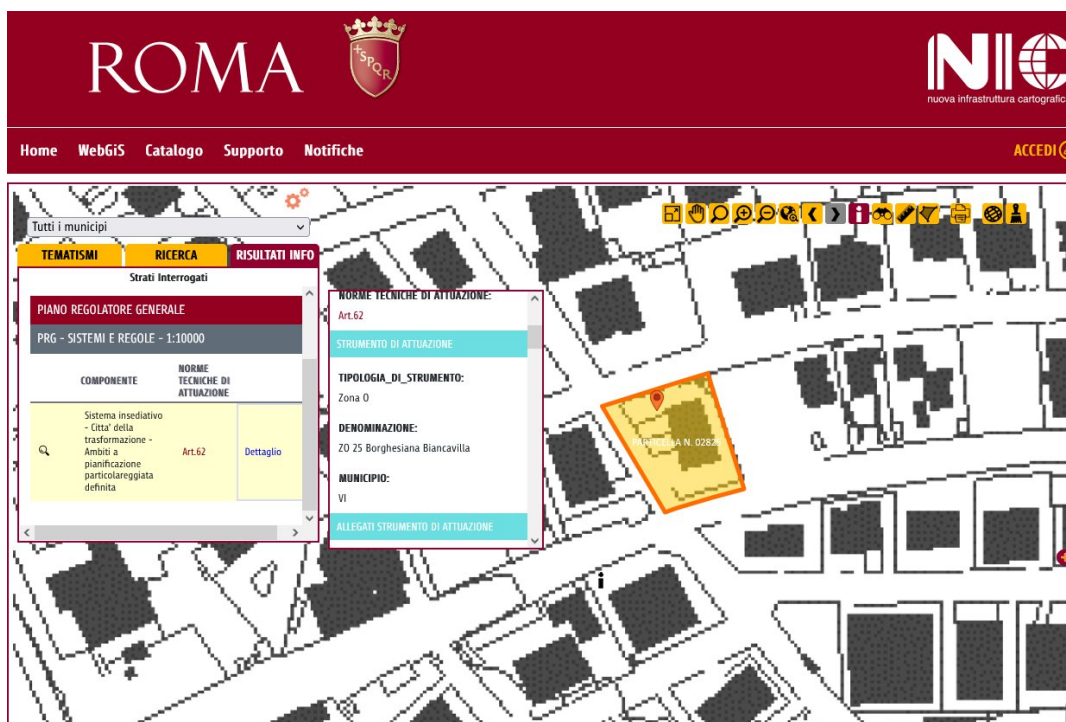 ROMA
SPQR
NIC
nuova infrastruttura cartografica
Home WebGiS Catalogo Supporto Notifiche
ACCEDI
Tutti i municipi
TEMATISMI RICERCA RISULTATI INFO
Strati Interrogati
PIANO REGOLATORE GENERALE
PRG - SISTEMI E REGOLE - 1:10000
COMPONENTE
NORME
TECNICHE DI
ATTUAZIONE
Sistema insediativo
- Citta' della
trasformazione -
Ambiti a
pianificazione
particolareggiata
definita
Art.62
Dettaglio
NORME TECNICHE DI ATTUAZIONE:
Art.62
STRUMENTO DI ATTUAZIONE
TIPOLOGIA_DI_STRUMENTO:
Zona O
DENOMINAZIONE:
ZO 25 Borghesiana Biancavilla
MUNICIPIO:
VI
ALLEGATI STRUMENTO DI ATTUAZIONE
PARTICELLA N. 02826